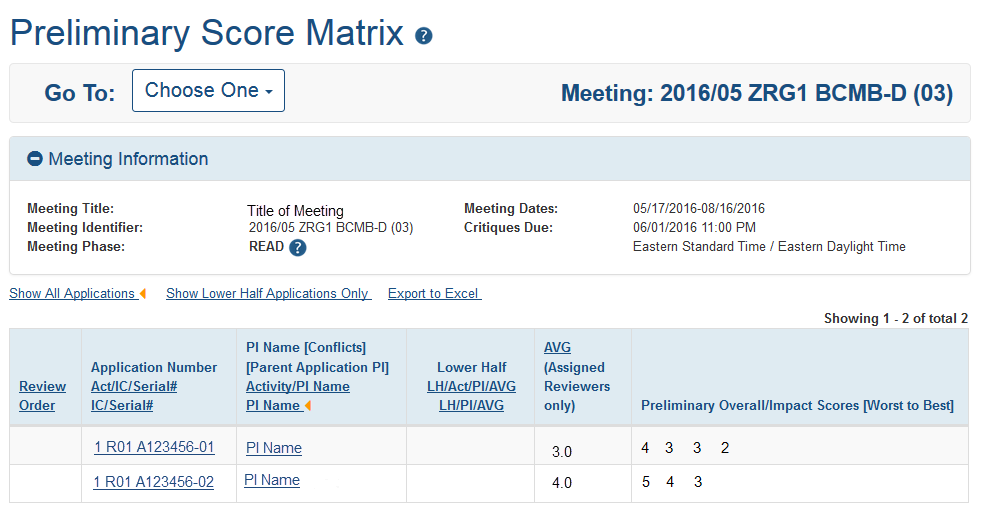 Preliminary Score Matrix ?
Go To: Choose One Meeting: 2016/05 ZRG1 BCMB-D (03)
Meeting Information
Meeting Title: Title of Meeting Meeting Dates: 05/17/2016-08/16/2016
Meeting Identifier: 2016/05 ZRG1 BCMB-D (03) Critiques Due: 06/01/2016 11:00 PM
Meeting Phase: READ ? Eastern Standard Time / Eastern Daylight Time
Show All Applications Show Lower Half Applications Only Export to Excel
Showing 1 - 2 of total 2
Review
Order
Application Number
Act/IC/Serial#
IC/Serial#
PI Name [Conflicts]
[Parent Application PI]
Activity/PI Name
PI Name
Lower Half
LH/Act/PI/AVG
LH/PI/AVG
AVG
(Assigned
Reviewers
only)
Preliminary Overall/Impact Scores [Worst to Best]
1 R01 A123456-01 PI Name 3.0 4 3 3 2
1 R01 A123456-02 PI Name 4.0 5 4 3